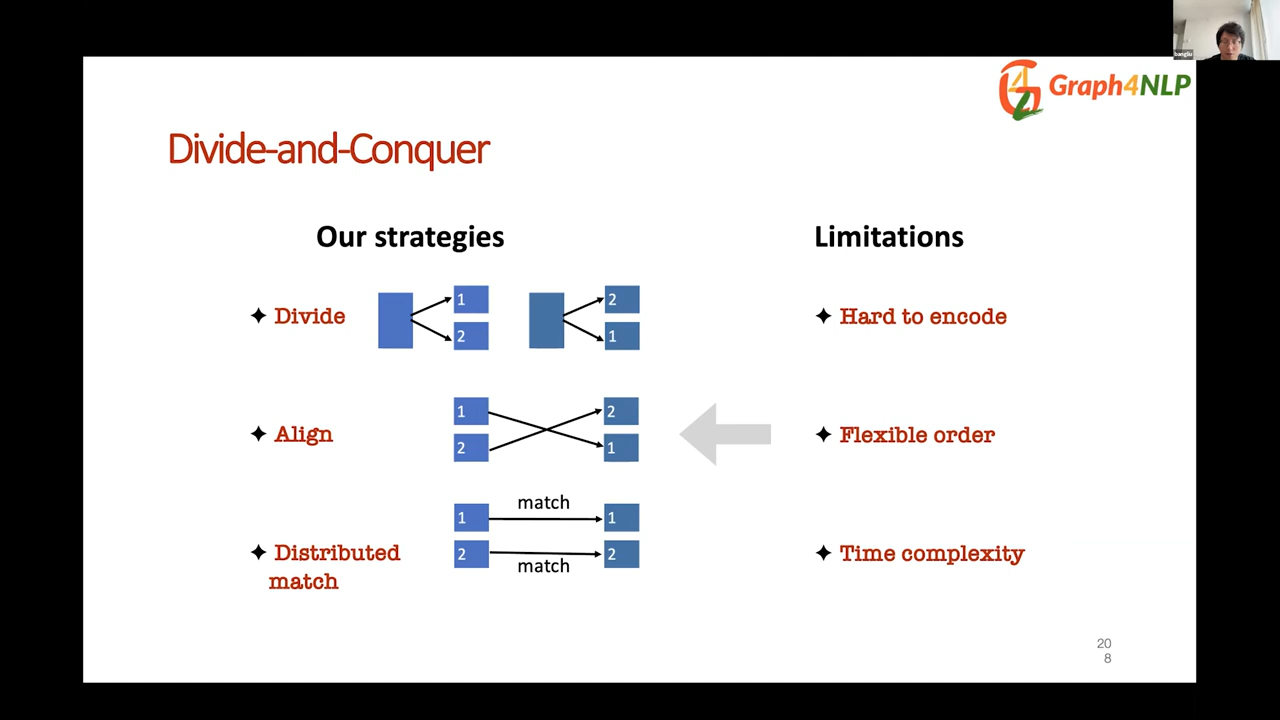 bangliu
Graph4NLP
Divide-and-Conquer
Our strategies
Limitations
✦ Divide
1
2
2
1
✦ Hard to encode
✦ Align
1
2
2
1
✦ Flexible order
✦ Distributed
match
match
1
1
2
2
match
✦ Time complexity
20
8